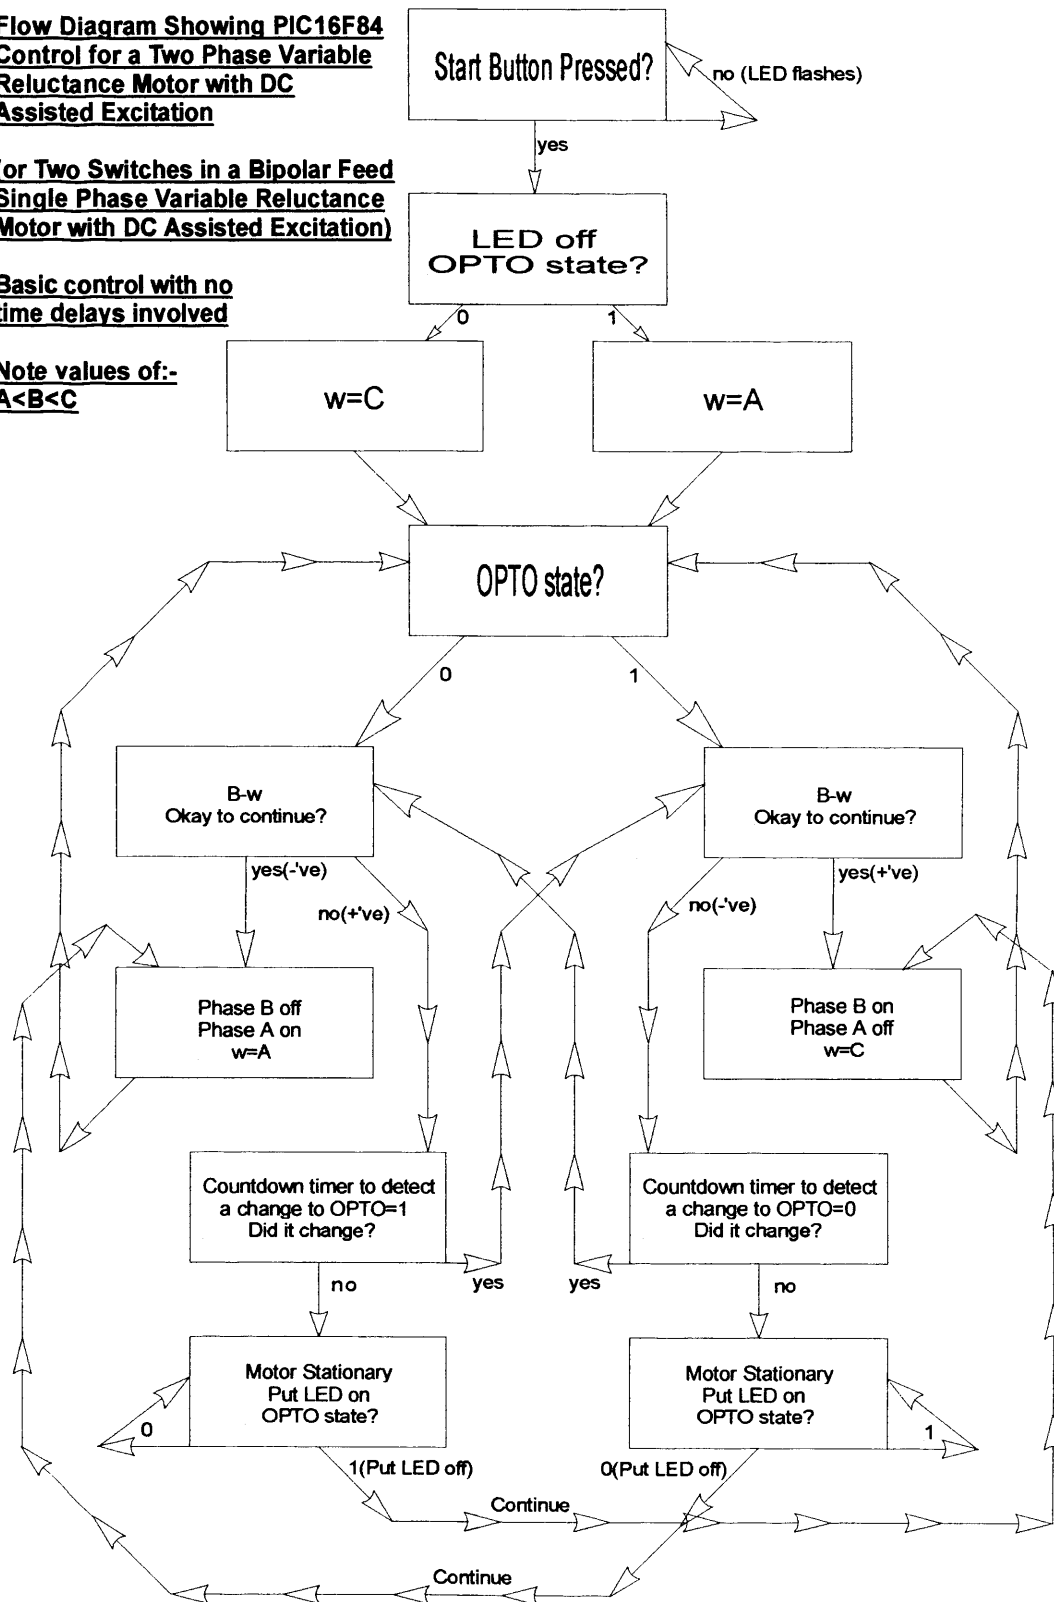 Flow Diagram Showing PIC16F84
Control for a Two Phase Variable
Reluctance Motor with DC
Assisted Excitation
(or Two Switches in a Bipolar Feed
Single Phase Variable Reluctance
Motor with DC Assisted Excitation)
Basic control with no
time delays involved
Note values of:-
A<B<C
Start Button Pressed?
no (LED flashes)
yes
LED off
OPTO state?
0
1
w=C
w=A
OPTO state?
0
1
B-w
Okay to continue?
B-w
Okay to continue?
yes(-'ve)
no(+'ve)
no(-'ve)
yes(+'ve)
Phase B off
Phase A on
w=A
Phase B on
Phase A off
w=C
Countdown timer to detect
a change to OPTO=1
Did it change?
Countdown timer to detect
a change to OPTO=0
Did it change?
no
yes
yes
no
Motor Stationary
Put LED on
OPTO state?
Motor Stationary
Put LED on
OPTO state?
0
1
1(Put LED off)
0(Put LED off)
Continue
Continue